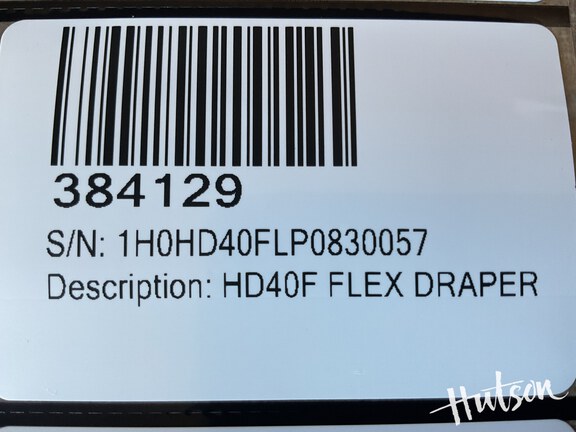 384129
S/N: 1H0HD40FLP0830057
Description: HD40F FLEX DRAPER
Hutson